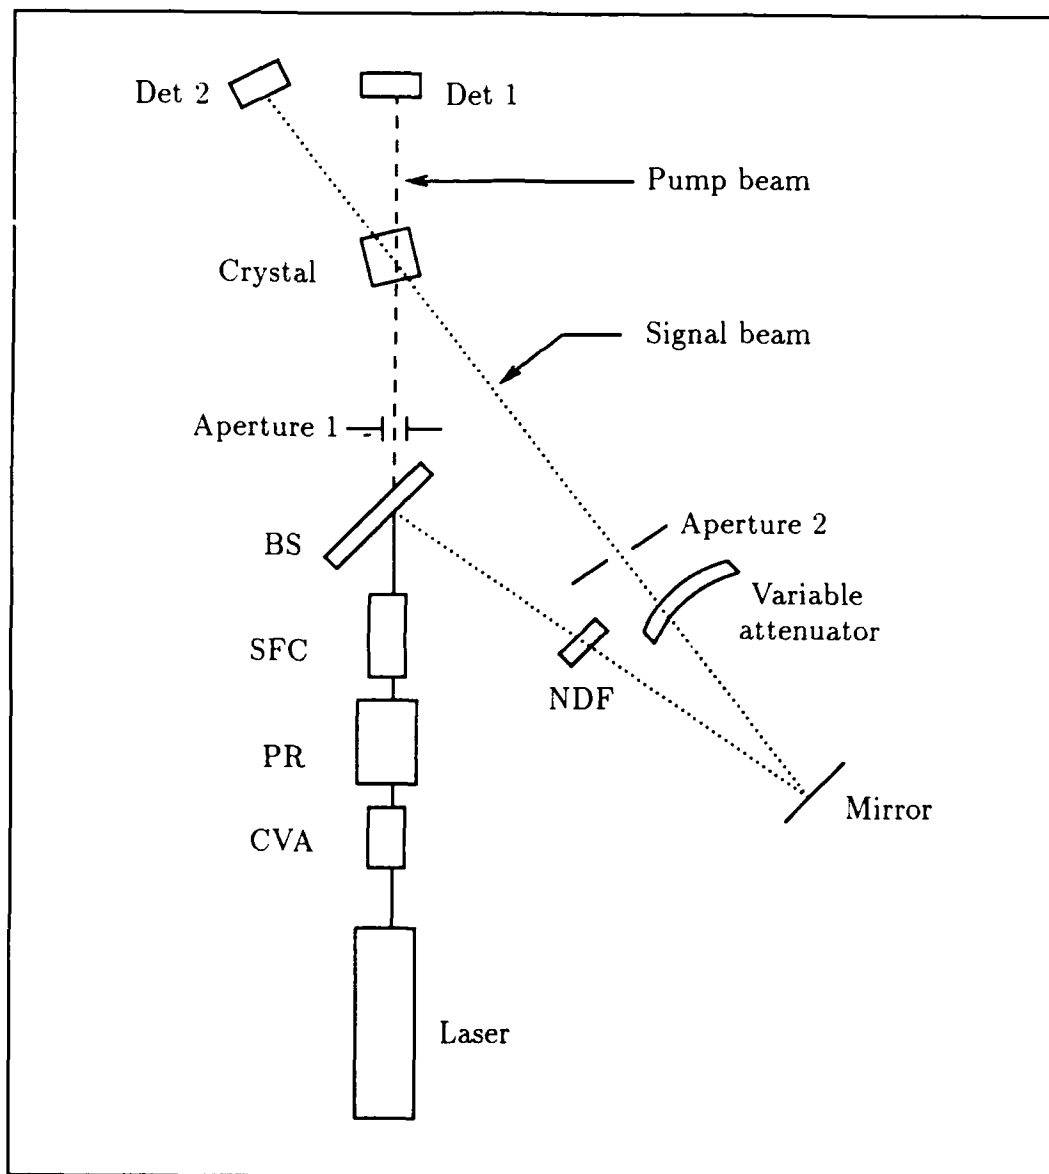 Det 2
Det 1
Pump beam
Crystal
Signal beam
Aperture 1
Aperture 2
BS
Variable
attenuator
SFC
NDF
PR
Mirror
CVA
Laser